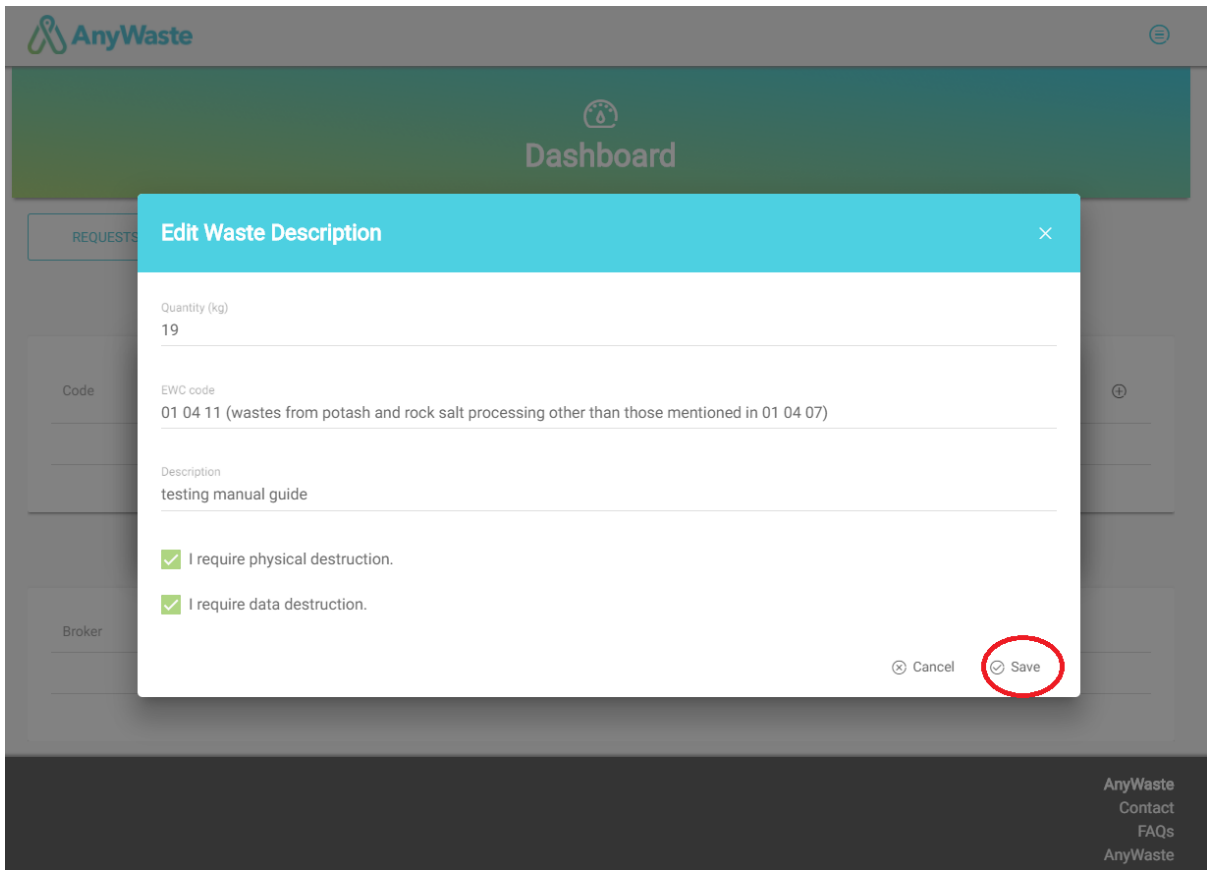 AnyWaste
Dashboard
REQUESTS
Edit Waste Description
Quantity (kg)
19
Code
EWC code
01 04 11 (wastes from potash and rock salt processing other than those mentioned in 01 04 07)
Description
testing manual guide
I require physical destruction.
I require data destruction.
Broker
Cancel
Save
AnyWaste
Contact
FAQs
AnyWaste